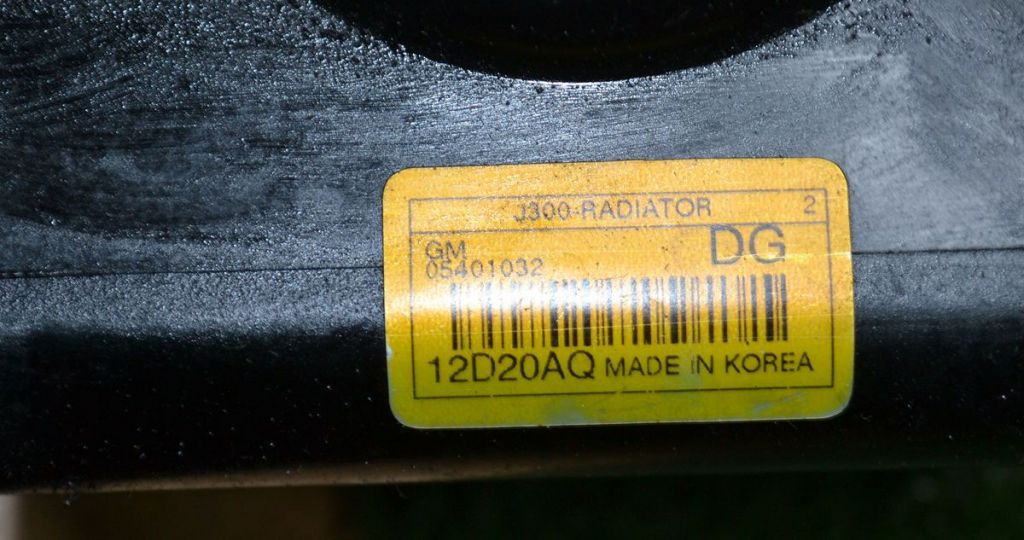 J300-RADIATOR 2
GM DG
05401032
12D20AQ MADE IN KOREA